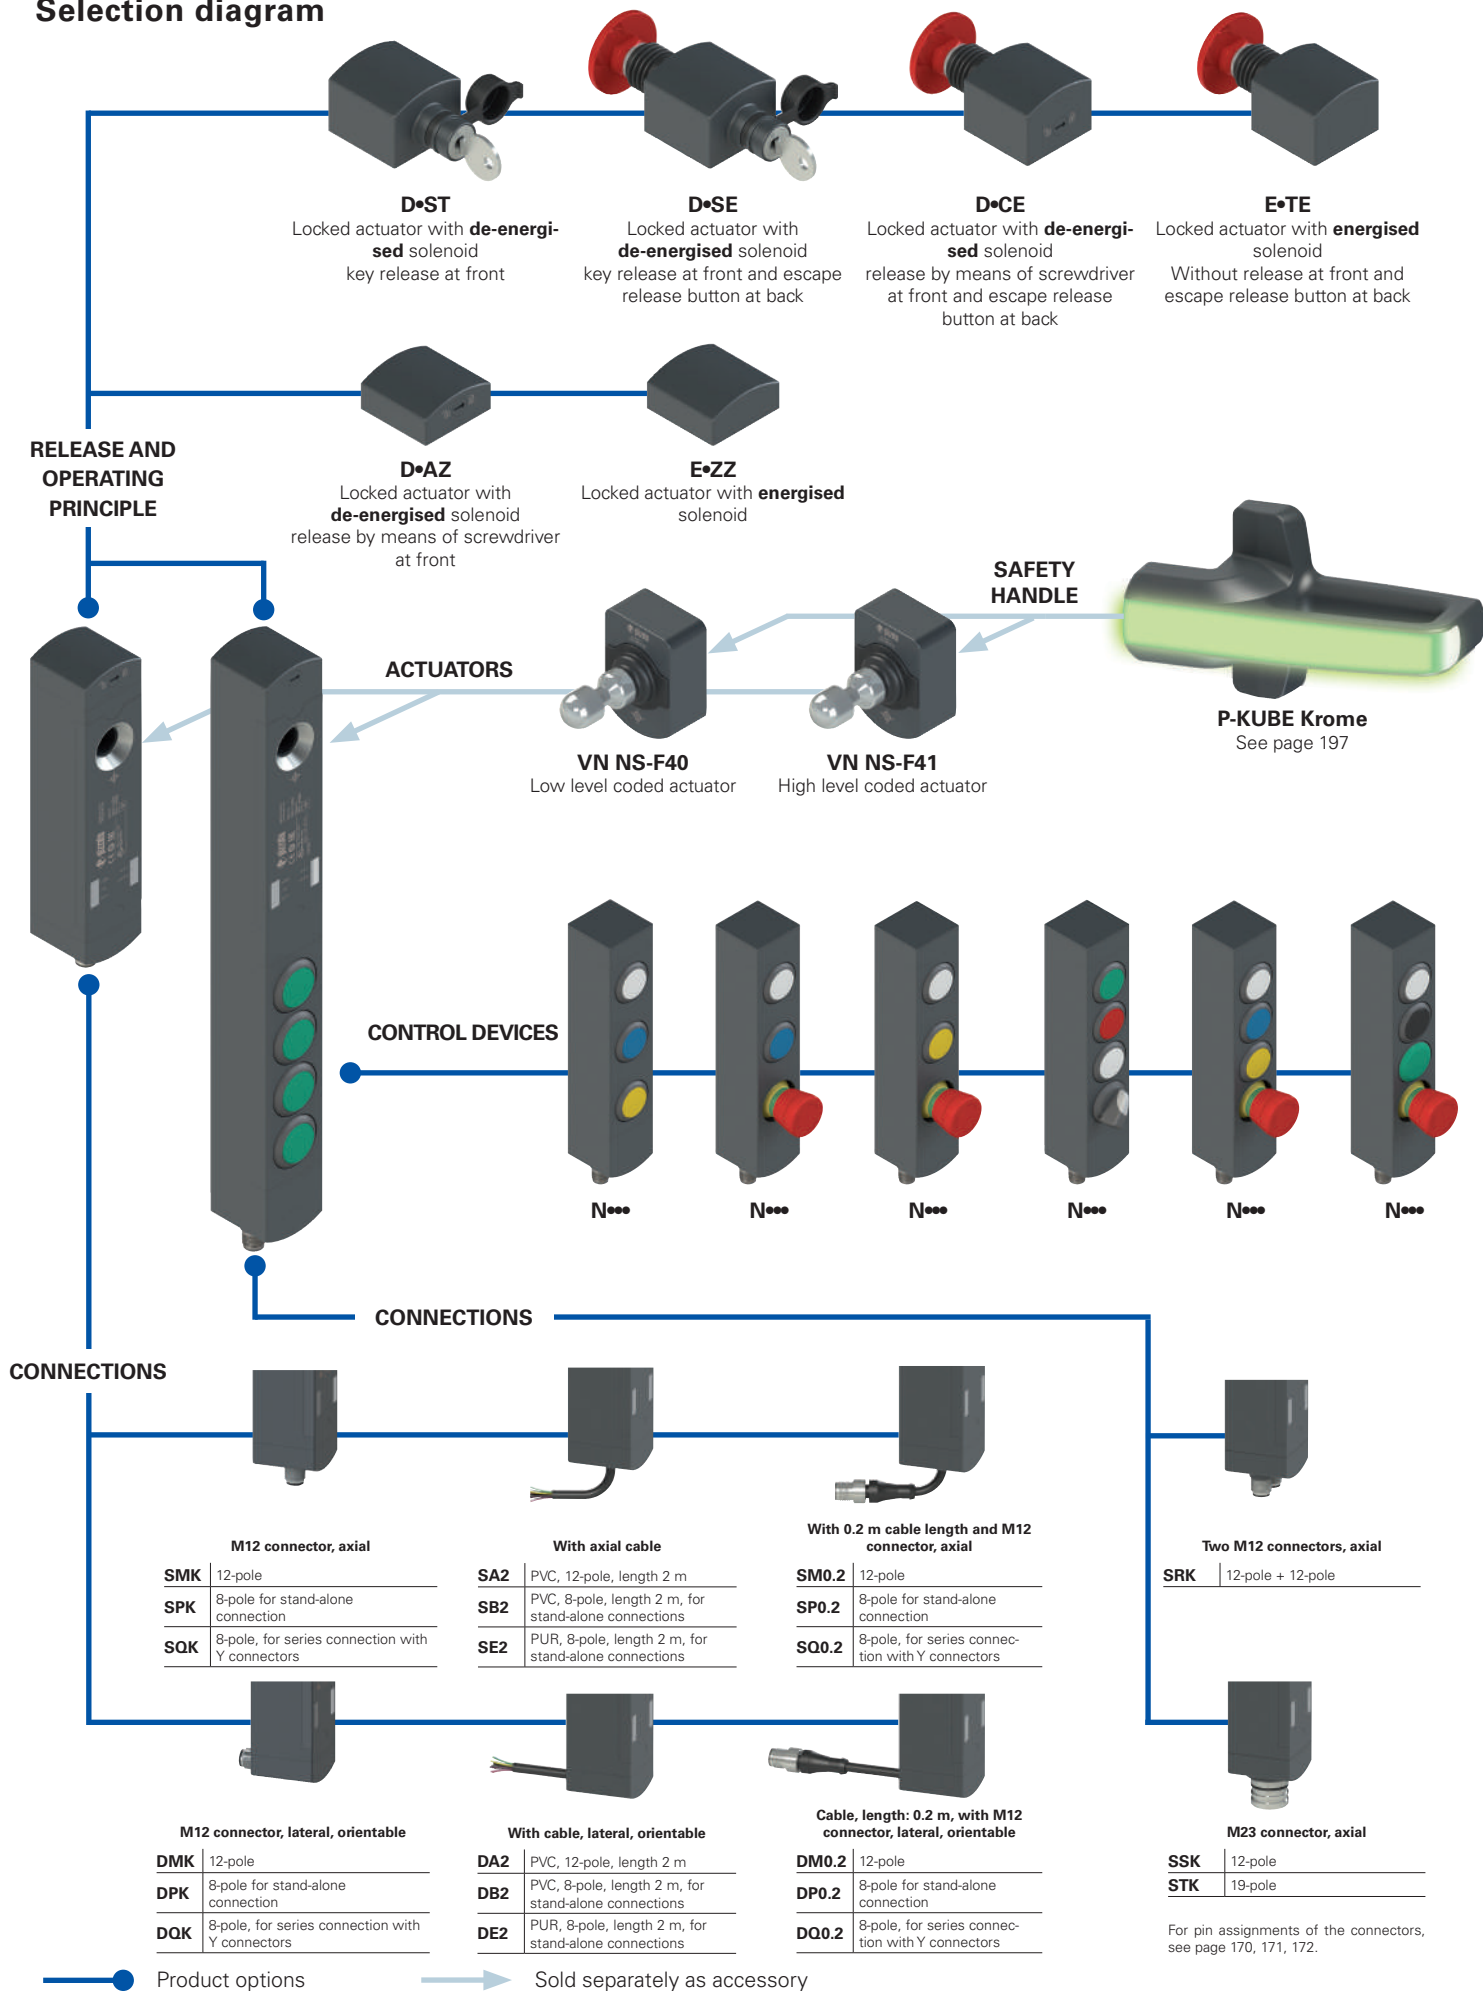 Selection diagram
D•ST
Locked actuator with de-energi-
sed solenoid
key release at front
D•SE
Locked actuator with
de-energised solenoid
key release at front and escape
release button at back
D•CE
Locked actuator with de-energi-
sed solenoid
release by means of screwdriver
at front and escape release
button at back
E•TE
Locked actuator with energised
solenoid
Without release at front and
escape release button at back
RELEASE AND
OPERATING
PRINCIPLE
D•AZ
Locked actuator with
de-energised solenoid
release by means of screwdriver
at front
E•ZZ
Locked actuator with energised
solenoid
SAFETY
HANDLE
P-KUBE Krome
See page 197
ACTUATORS
VN NS-F40
Low level coded actuator
VN NS-F41
High level coded actuator
CONTROL DEVICES
N•••
N•••
N•••
N•••
N•••
N•••
CONNECTIONS
CONNECTIONS
M12 connector, axial
SMK 12-pole
SPK 8-pole for stand-alone
connection
SQK 8-pole, for series connection with
Y connectors
With axial cable
SA2 PVC, 12-pole, length 2 m
SB2 PVC, 8-pole, length 2 m, for
stand-alone connections
SE2 PUR, 8-pole, length 2 m, for
stand-alone connections
With 0.2 m cable length and M12
connector, axial
SM0.2 12-pole
SP0.2 8-pole for stand-alone
connection
SQ0.2 8-pole, for series connec-
tion with Y connectors
Two M12 connectors, axial
SRK 12-pole + 12-pole
M12 connector, lateral, orientable
DMK 12-pole
DPK 8-pole for stand-alone
connection
DQK 8-pole, for series connection with
Y connectors
With cable, lateral, orientable
DA2 PVC, 12-pole, length 2 m
DB2 PVC, 8-pole, length 2 m, for
stand-alone connections
DE2 PUR, 8-pole, length 2 m, for
stand-alone connections
Cable, length: 0.2 m, with M12
connector, lateral, orientable
DM0.2 12-pole
DP0.2 8-pole for stand-alone
connection
DQ0.2 8-pole, for series connec-
tion with Y connectors
M23 connector, axial
SSK 12-pole
STK 19-pole
For pin assignments of the connectors,
see page 170, 171, 172.
Product options
Sold separately as accessory